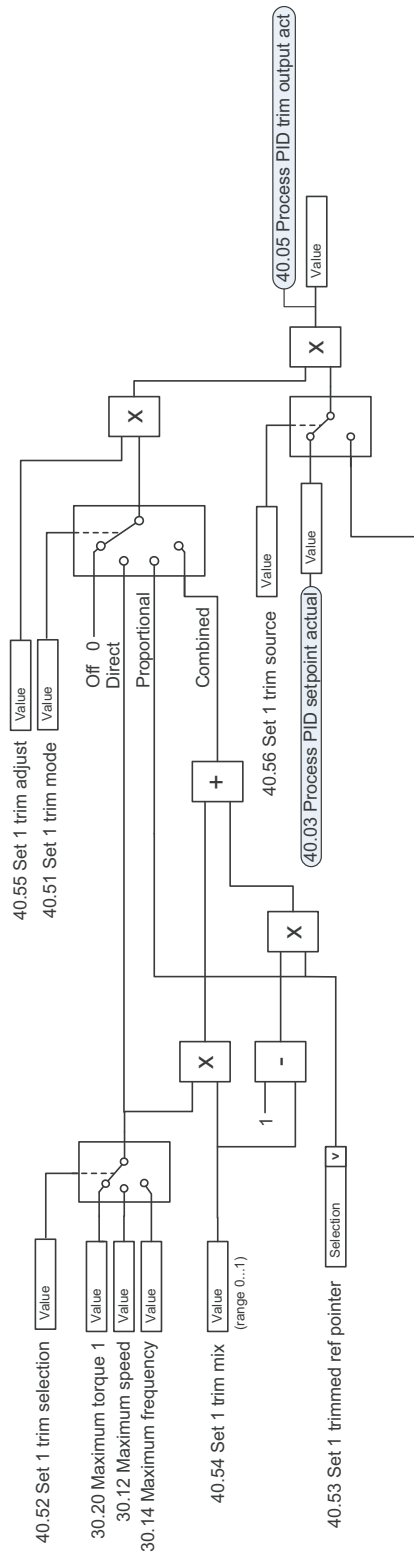 40.52 Set 1 trim selection
Value
30.20 Maximum torque 1
Value
30.12 Maximum speed
Value
30.14 Maximum frequency
Value
40.54 Set 1 trim mix
Value
(range 0...1)
40.53 Set 1 trimmed ref pointer
Selection
v
1
-
X
X
+
40.55 Set 1 trim adjust
Value
40.51 Set 1 trim mode
Value
Off 0
Direct
Proportional
Combined
X
40.56 Set 1 trim source
Value
40.03 Process PID setpoint actual
Value
X
40.05 Process PID trim output act
Value